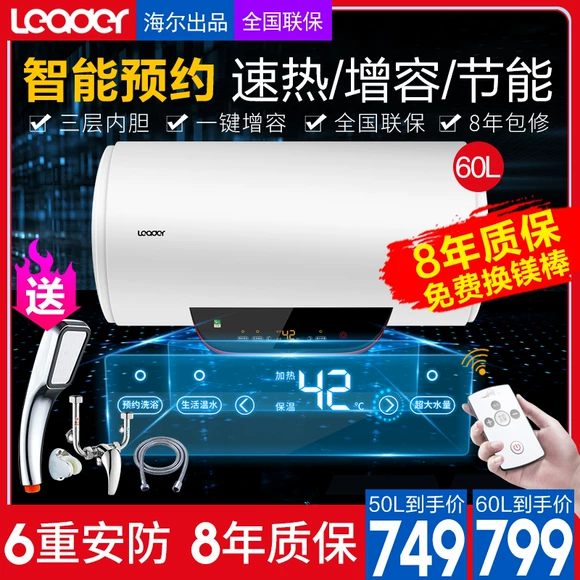 Leader 海尔出品 全国联保
智能预约 速热/增容/节能
三层内胆 一键增容 全国联保 8年包修
60L
Leader
8年质保
免费换镁棒
送
42
加热
42
保温 ℃
预约洗浴 生活温水 超大水量
6重安防 8年质保
50L到手价 60L到手价
749 799